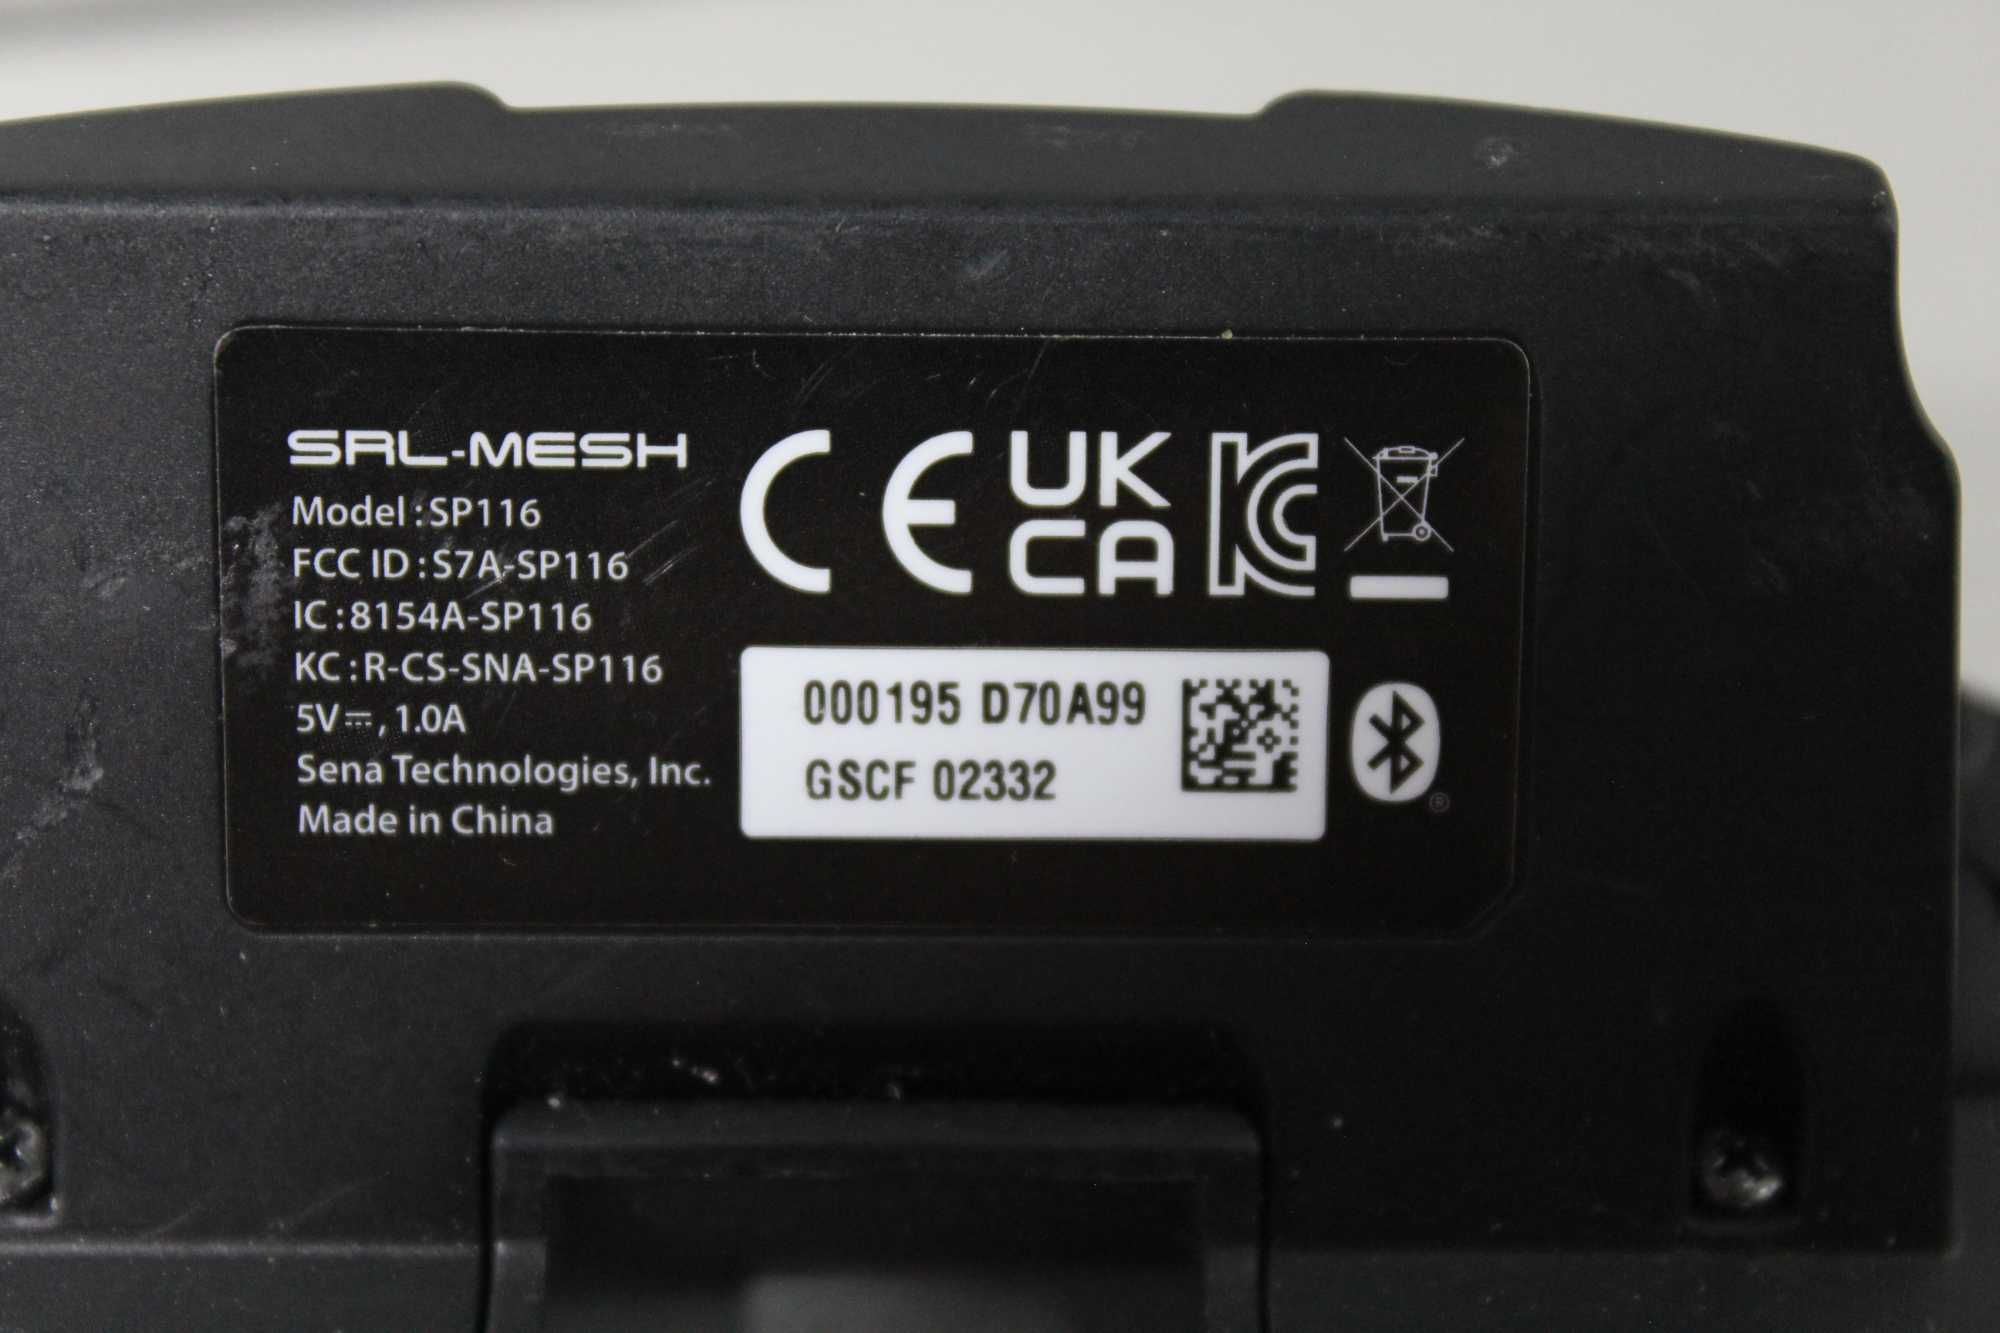 SRL-MESH
Model : SP116
FCC ID : S7A-SP116
IC : 8154A-SP116
KC : R-CS-SNA-SP116
5V⎓, 1.0A
Sena Technologies, Inc.
Made in China
CE
UK
CA
KC
000195 D70A99
GSCF 02332
®